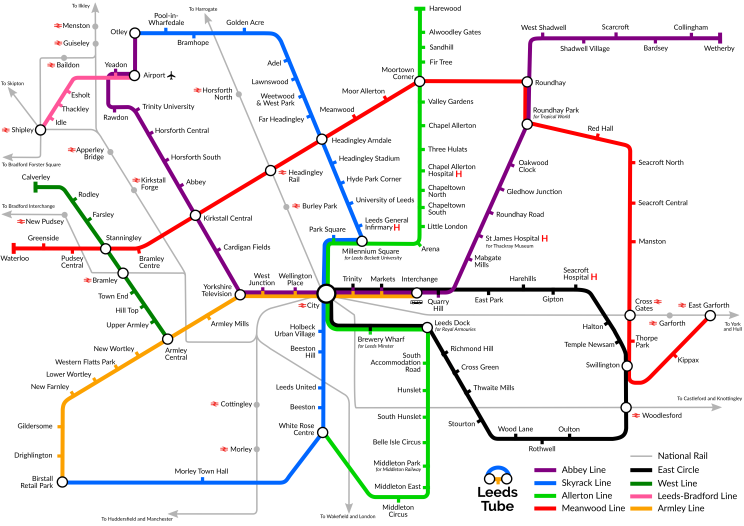 To Ilkley
To Harrogate
Harewood
Menston
Guiseley
Baildon
Otley
Pool-in-
Wharfedale
Bramhope
Golden Acre
Alwoodley Gates
Sandhill
Fir Tree
Moortown
Corner
West Shadwell
Shadwell Village
Scarcroft
Bardsey
Collingham
Wetherby
Yeadon
Airport
Rawdon
Trinity University
Adel
Lawnswood
Weetwood
& West Park
Far Headingley
Moor Allerton
Meanwood
Roundhay
To Skipton
Esholt
Thackley
Idle
Shipley
Horsforth
North
Valley Gardens
Roundhay Park
for Tropical World
Red Hall
Horsforth Central
Headingley Arndale
Chapel Allerton
Three Hulats
To Bradford Forster Square
Apperley
Bridge
Horsforth South
Headingley Stadium
Chapel Allerton
Hospital H
Oakwood
Clock
Seacroft North
Calverley
Kirkstall
Forge
Abbey
Headingley
Rail
Hyde Park Corner
Chapeltown
North
Gledhow Junction
Rodley
University of Leeds
Chapeltown
South
Roundhay Road
Seacroft Central
To Bradford Interchange
New Pudsey
Farsley
Kirkstall Central
Burley Park
Leeds General
Infirmary H
Little London
St James Hospital H
for Thackray Museum
Greenside
Stanningley
Park Square
Manston
Waterloo
Pudsey
Central
Bramley
Centre
Cardigan Fields
Millennium Square
for Leeds Beckett University
Arena
Mabgate
Mills
Bramley
Town End
Hill Top
Upper Armley
Yorkshire
Television
West
Junction
Wellington
Place
City
Trinity
Markets
Interchange
Quarry
Hill
East Park
Harehills
Gipton
Seacroft
Hospital H
Cross
Gates
East Garforth
Garforth
To York
and Hull
Armley Mills
Holbeck
Urban Village
Beeston
Hill
Brewery Wharf
for Leeds Minster
Leeds Dock
for Royal Armouries
Halton
Temple Newsam
Thorpe
Park
Kippax
Armley
Central
New Wortley
Western Flatts Park
Lower Wortley
New Farnley
South
Accommodation
Road
Richmond Hill
Cross Green
Thwaite Mills
Swillington
Leeds United
Hunslet
To Castleford and Knottingley
Cottingley
Beeston
South Hunslet
Stourton
Wood Lane
Oulton
Rothwell
Woodlesford
Gildersome
White Rose
Centre
Belle Isle Circus
Drighlington
Morley
Middleton Park
for Middleton Railway
Birstall
Retail Park
Morley Town Hall
Middleton East
Middleton
Circus
To Huddersfield and Manchester
To Wakefield and London
Leeds
Tube
National Rail
Abbey Line
East Circle
Skyrack Line
West Line
Allerton Line
Leeds-Bradford Line
Meanwood Line
Armley Line